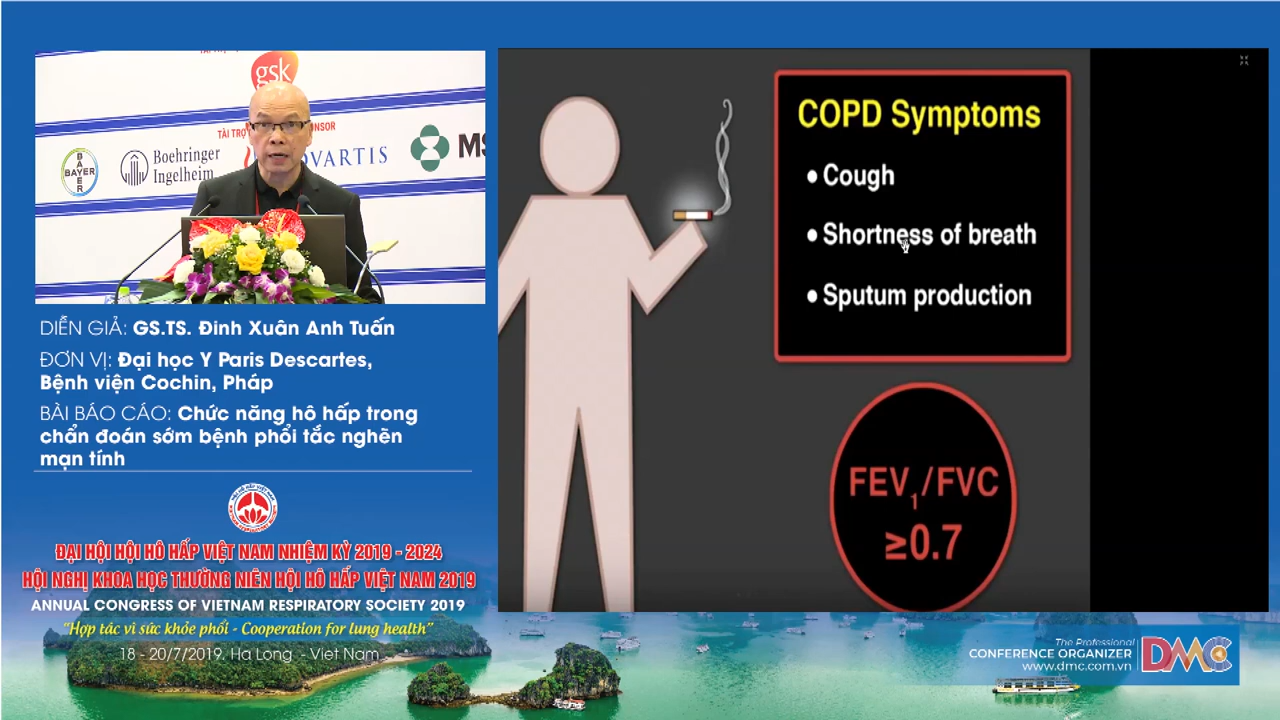 gsk
TÀI TRỢ
NSOR
BAYER
BAYER
Boehringer
Ingelheim
OVARTIS
MS
DIỄN GIẢ: GS.TS. Đinh Xuân Anh Tuấn
ĐƠN VỊ: Đại học Y Paris Descartes,
Bệnh viện Cochin, Pháp
BÀI BÁO CÁO: Chức năng hô hấp trong
chẩn đoán sớm bệnh phổi tắc nghẽn
mạn tính
ĐẠI HỘI HỘI HÔ HẤP VIỆT NAM NHIỆM KỲ 2019 - 2024
HỘI NGHỊ KHOA HỌC THƯỜNG NIÊN HỘI HÔ HẤP VIỆT NAM 2019
ANNUAL CONGRESS OF VIETNAM RESPIRATORY SOCIETY 2019
“Hợp tác vì sức khỏe phổi - Cooperation for lung health”
18 - 20/7/2019. Ha Long - Viet Nam
COPD Symptoms
• Cough
• Shortness of breath
• Sputum production
FEV1/FVC
≥0.7
The Professional
CONFERENCE ORGANIZER
www.dmc.com.vn
DMC